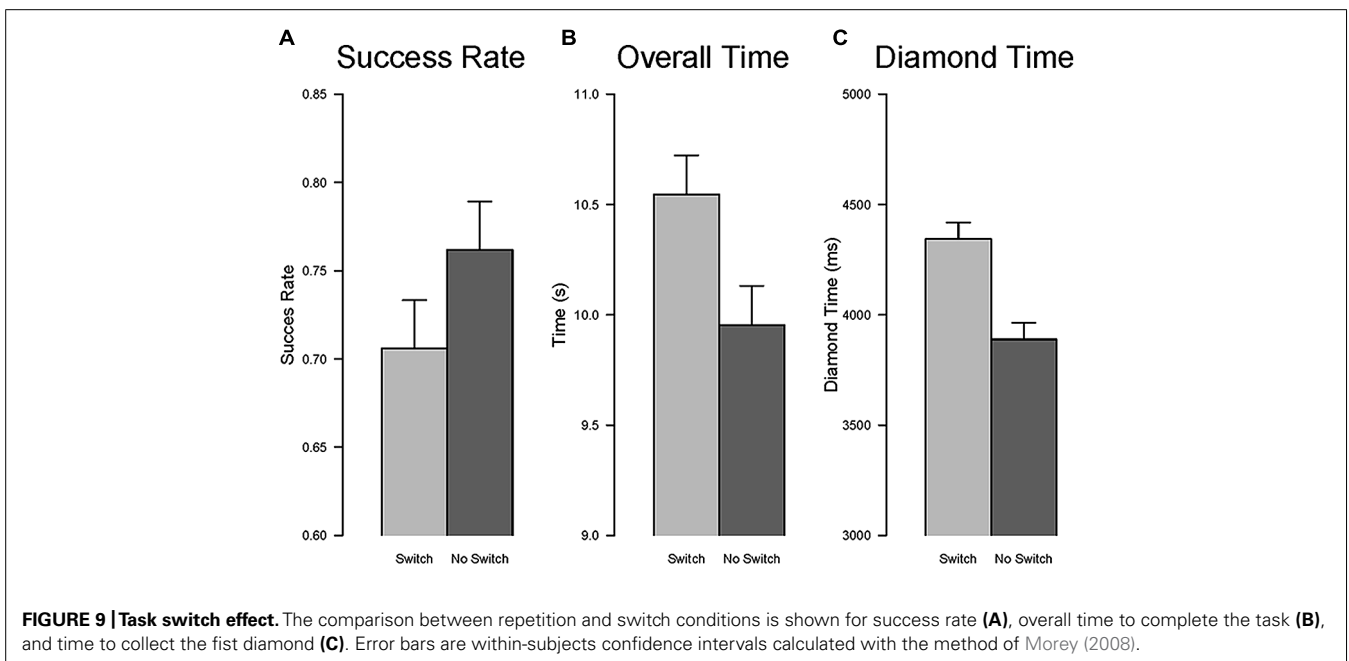 A Success Rate
B Overall Time
C Diamond Time
Succes Rate
0.85
0.80
0.75
0.70
0.65
0.60
Switch No Switch
Time (s)
11.0
10.5
10.0
9.5
9.0
Switch No Switch
Diamond Time (ms)
5000
4500
4000
3500
3000
Switch No Switch
FIGURE 9 | Task switch effect. The comparison between repetition and switch conditions is shown for success rate (A), overall time to complete the task (B),
and time to collect the fist diamond (C). Error bars are within-subjects confidence intervals calculated with the method of Morey (2008).